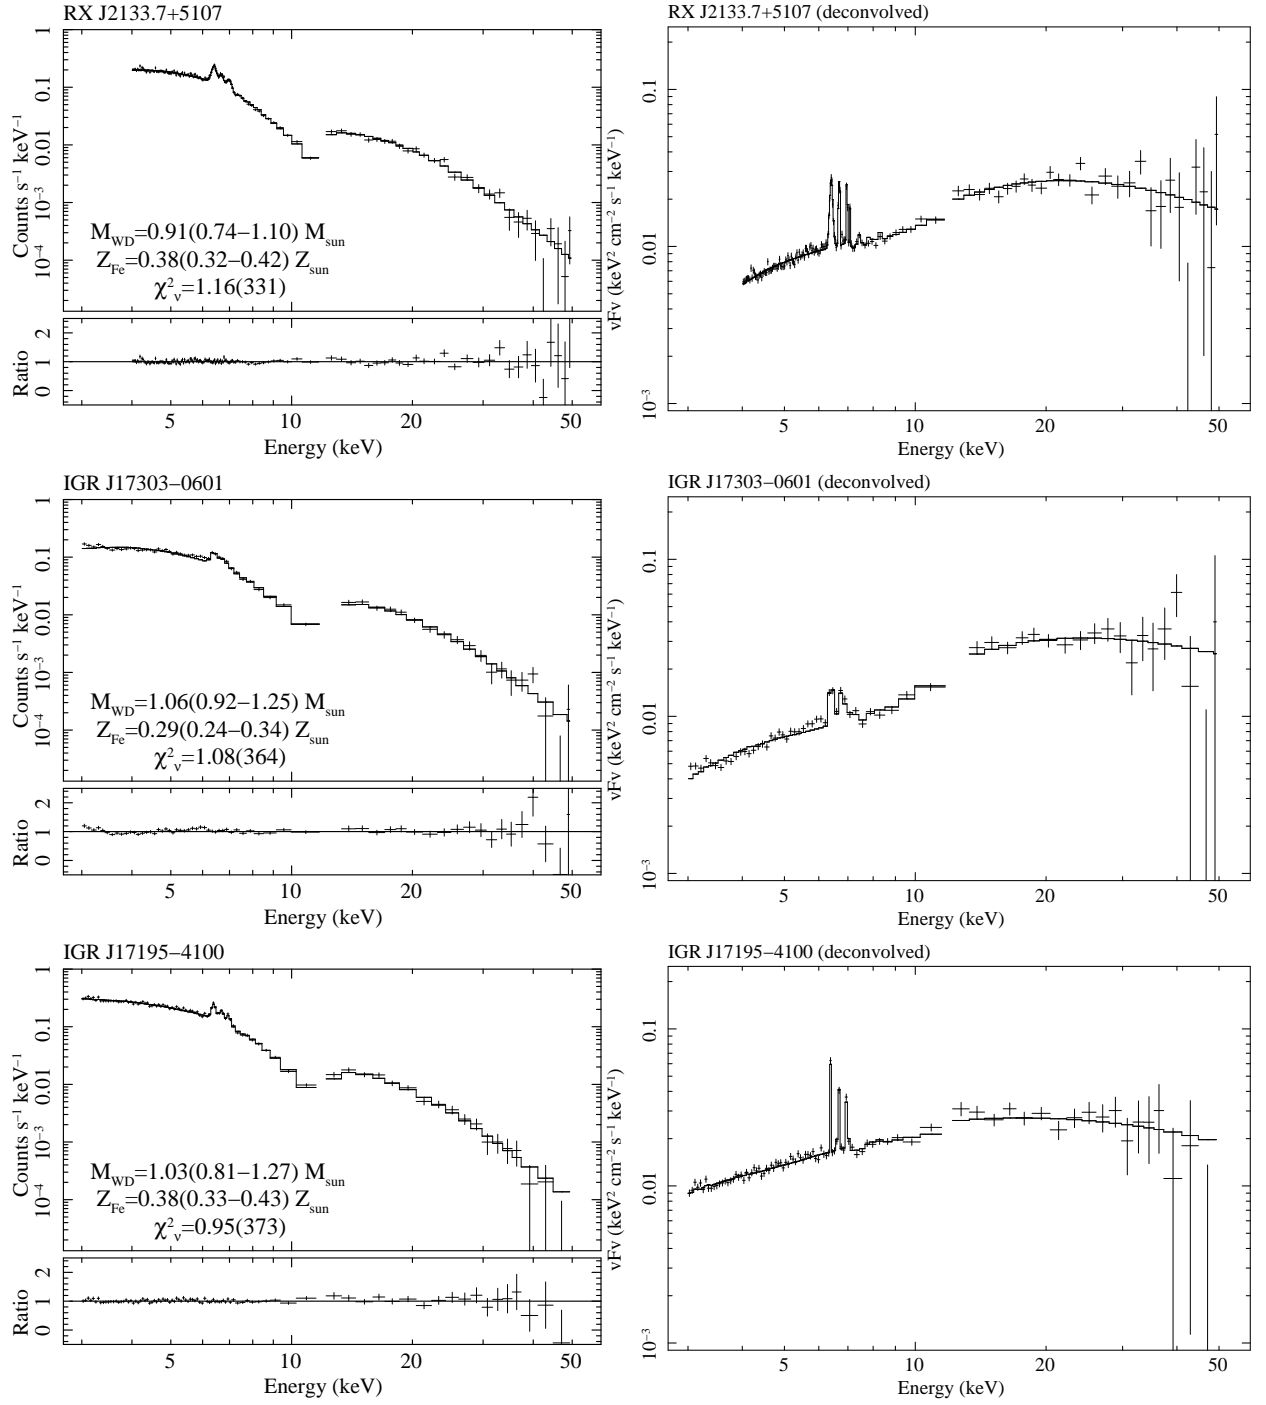 RX J2133.7+5107
1
0.1
0.01
10⁻³
10⁻⁴
Counts s⁻¹ keV⁻¹
M_WD=0.91(0.74−1.10) M_sun
Z_Fe=0.38(0.32−0.42) Z_sun
χ²_ν=1.16(331)
2
1
0
Ratio
5 10 50
Energy (keV)
RX J2133.7+5107 (deconvolved)
0.1
0.01
10⁻³
νFν (keV² cm⁻² s⁻¹ keV⁻¹)
5 10 20 50
Energy (keV)
IGR J17303−0601
1
0.1
0.01
10⁻³
10⁻⁴
Counts s⁻¹ keV⁻¹
M_WD=1.06(0.92−1.25) M_sun
Z_Fe=0.29(0.24−0.34) Z_sun
χ²_ν=1.08(364)
2
1
0
Ratio
5 10 50
Energy (keV)
IGR J17303−0601 (deconvolved)
0.1
0.01
10⁻³
νFν (keV² cm⁻² s⁻¹ keV⁻¹)
5 10 20 50
Energy (keV)
IGR J17195−4100
1
0.1
0.01
10⁻³
10⁻⁴
Counts s⁻¹ keV⁻¹
M_WD=1.03(0.81−1.27) M_sun
Z_Fe=0.38(0.33−0.43) Z_sun
χ²_ν=0.95(373)
2
1
0
Ratio
5 10 50
Energy (keV)
IGR J17195−4100 (deconvolved)
0.1
0.01
10⁻³
νFν (keV² cm⁻² s⁻¹ keV⁻¹)
5 10 20 50
Energy (keV)